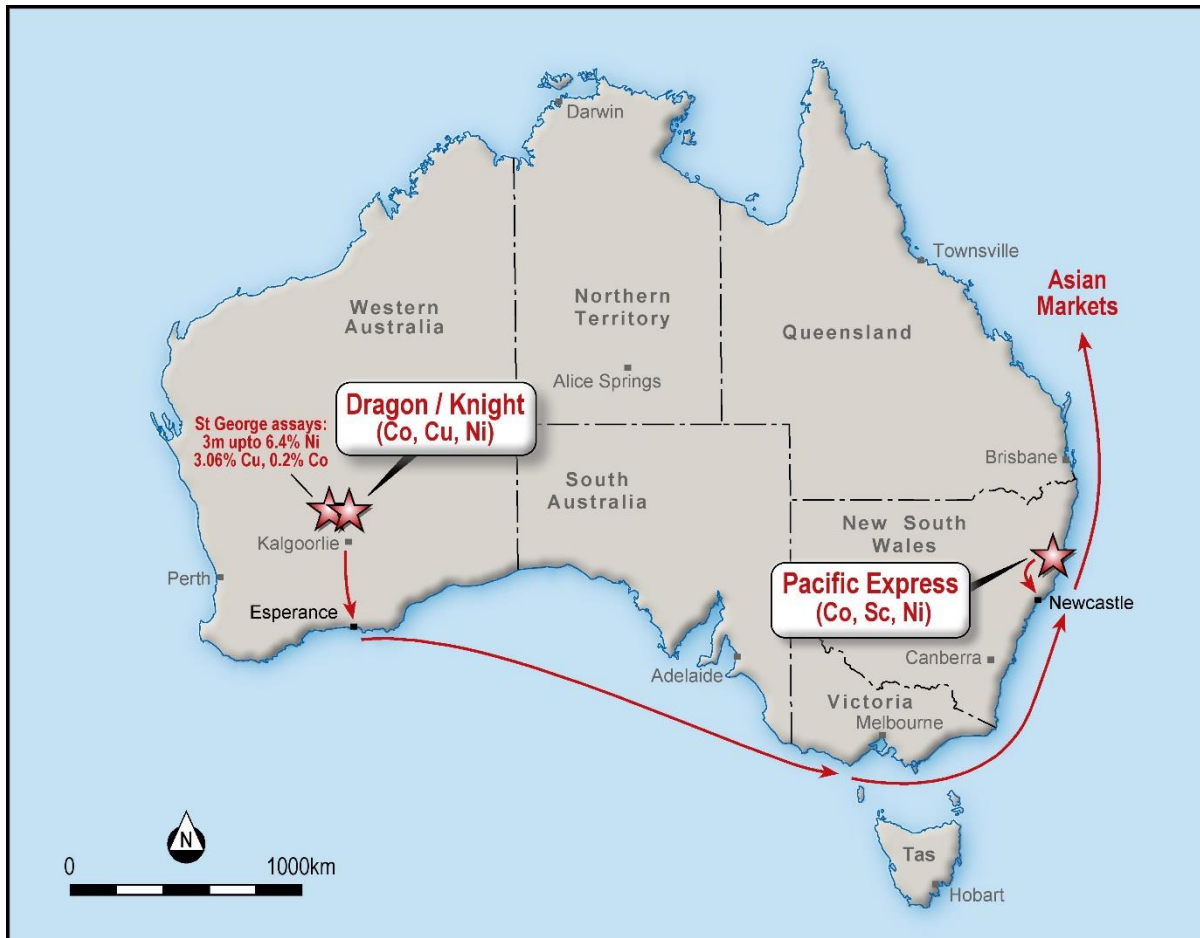 Darwin
Townsville
Asian
Markets
Western
Australia
Northern
Territory
Queensland
Alice Springs
Dragon / Knight
(Co, Cu, Ni)
St George assays:
3m upto 6.4% Ni
3.06% Cu, 0.2% Co
South
Australia
Brisbane
Kalgoorlie
New South
Wales
Perth
Pacific Express
(Co, Sc, Ni)
Esperance
Newcastle
Adelaide
Canberra
Victoria
Melbourne
N
0 1000km
Tas
Hobart